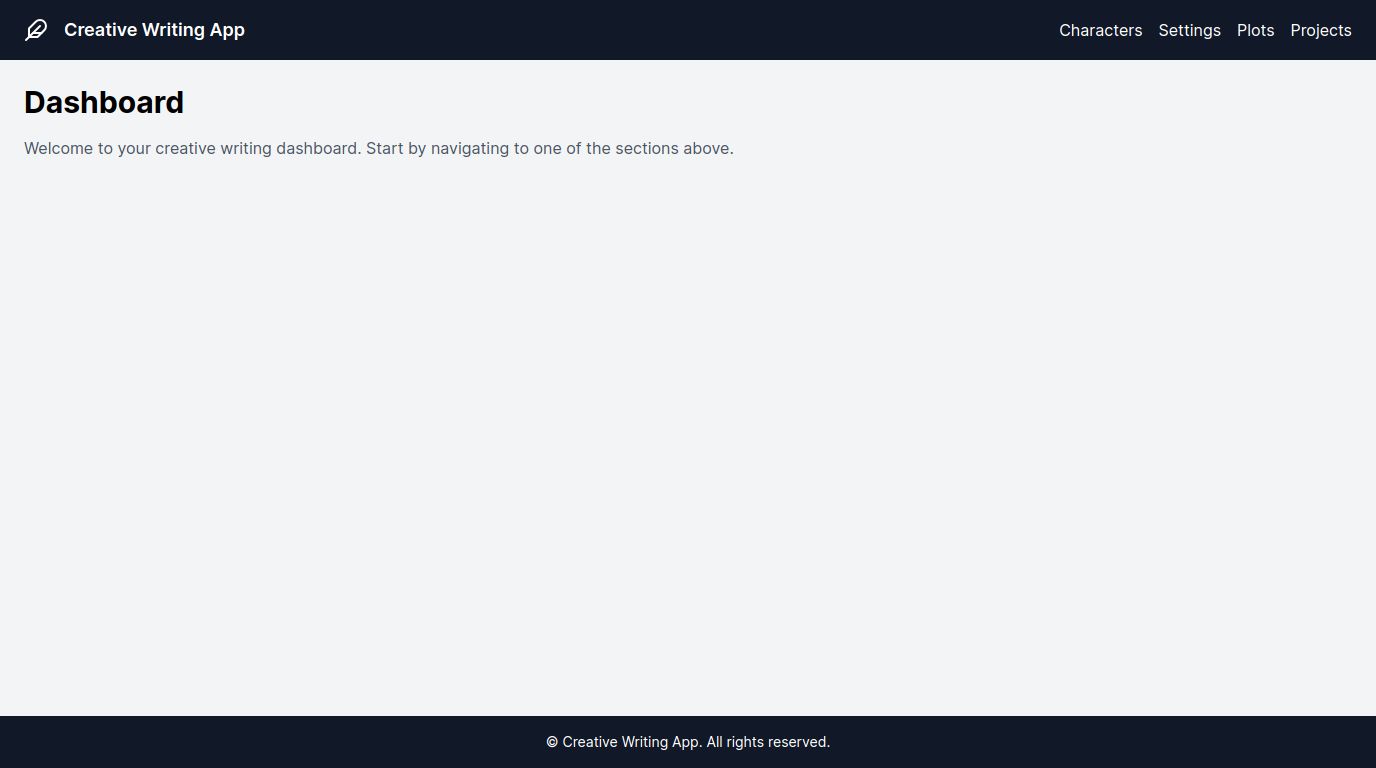 Creative Writing App
Characters Settings Plots Projects
Dashboard
Welcome to your creative writing dashboard. Start by navigating to one of the sections above.
© Creative Writing App. All rights reserved.